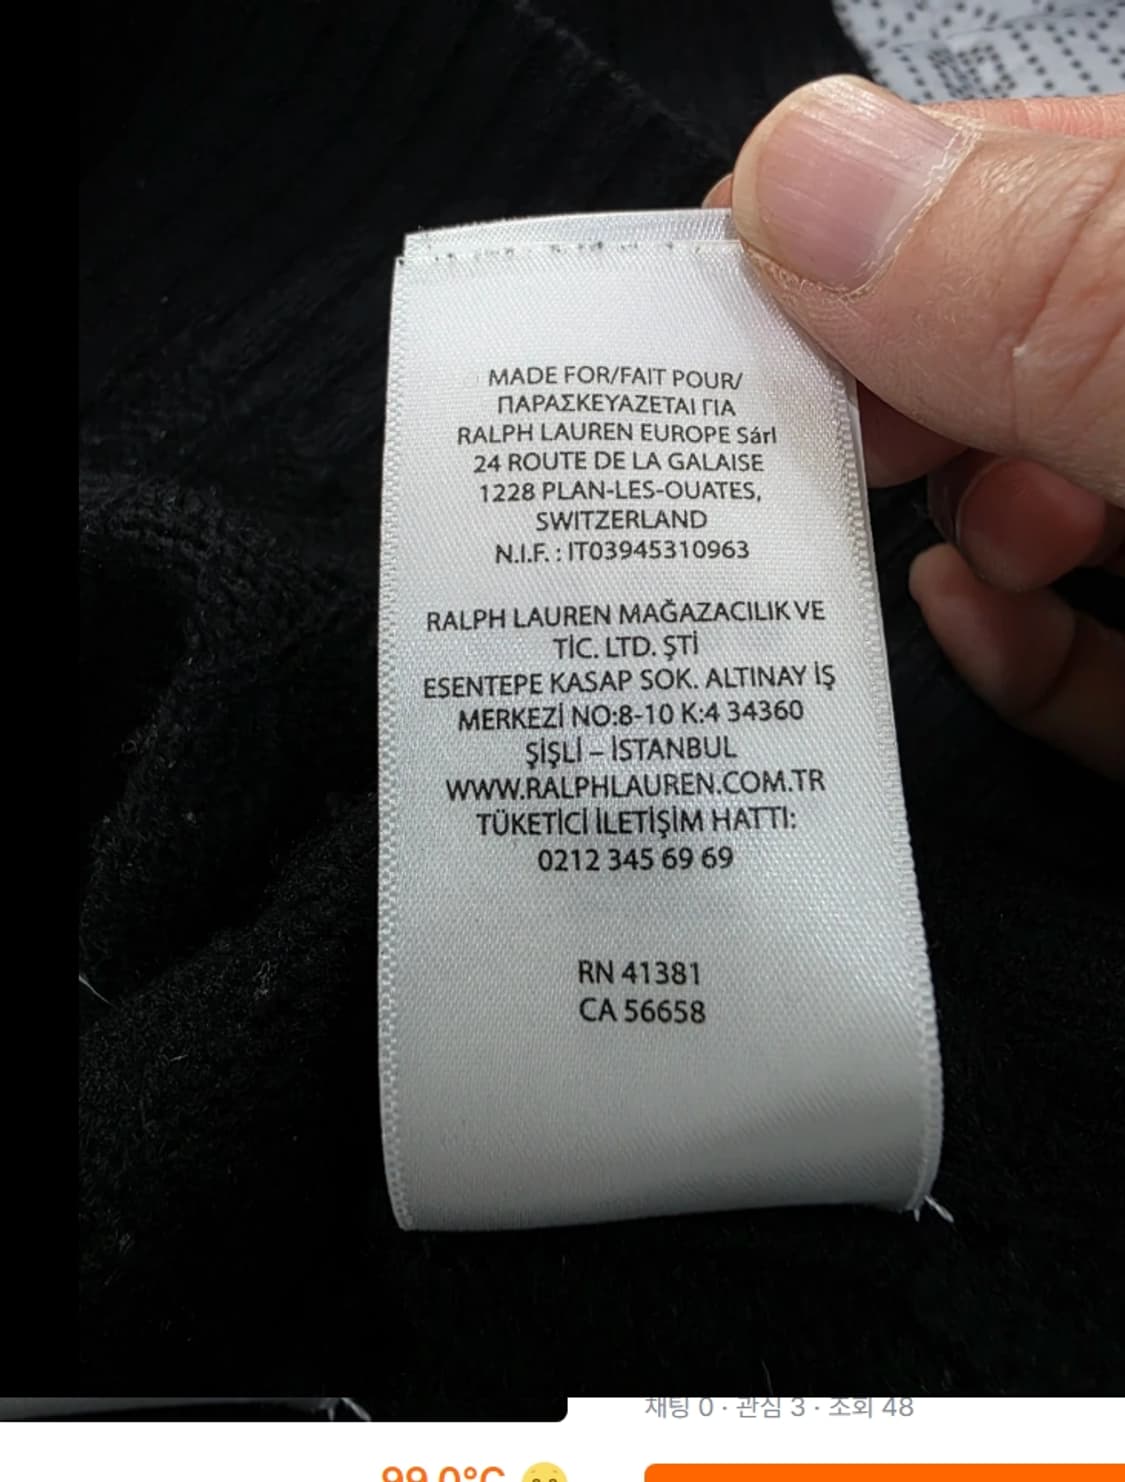 MADE FOR/FAIT POUR/
ΠΑΡΑΣΚΕΥΑΖΕΤΑΙ ΓΙΑ
RALPH LAUREN EUROPE Sárl
24 ROUTE DE LA GALAISE
1228 PLAN-LES-OUATES,
SWITZERLAND
N.I.F. : IT03945310963
RALPH LAUREN MAĞAZACILIK VE
TİC. LTD. ŞTİ
ESENTEPE KASAP SOK. ALTINAY İŞ
MERKEZİ NO:8-10 K:4 34360
ŞİŞLİ – İSTANBUL
WWW.RALPHLAUREN.COM.TR
TÜKETİCİ İLETİŞİM HATTI:
0212 345 69 69
RN 41381
CA 56658
채팅 0 · 관심 3 · 조회 48
99.0°C